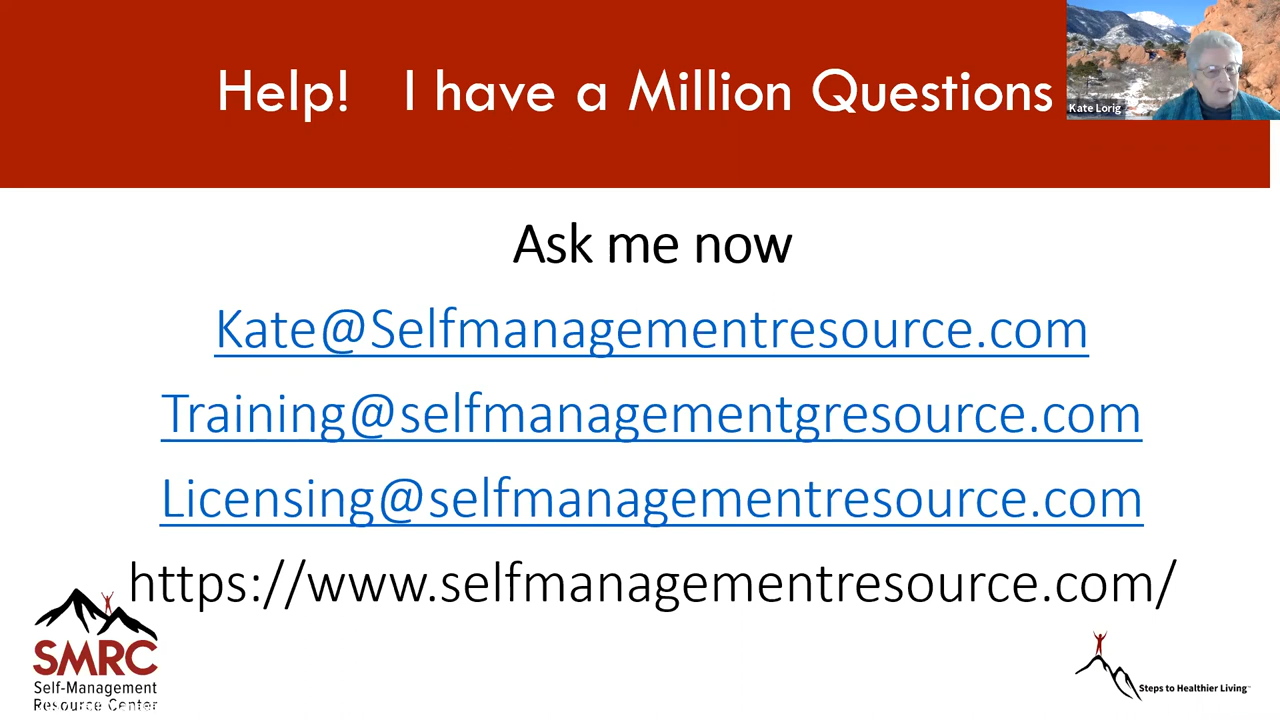 Help! I have a Million Questions
Kate Lorig
Ask me now
Kate@Selfmanagementresource.com
Training@selfmanagementgresource.com
Licensing@selfmanagementresource.com
https://www.selfmanagementresource.com/
SMRC
Self-Management
Resource Center
Steps to Healthier Living™